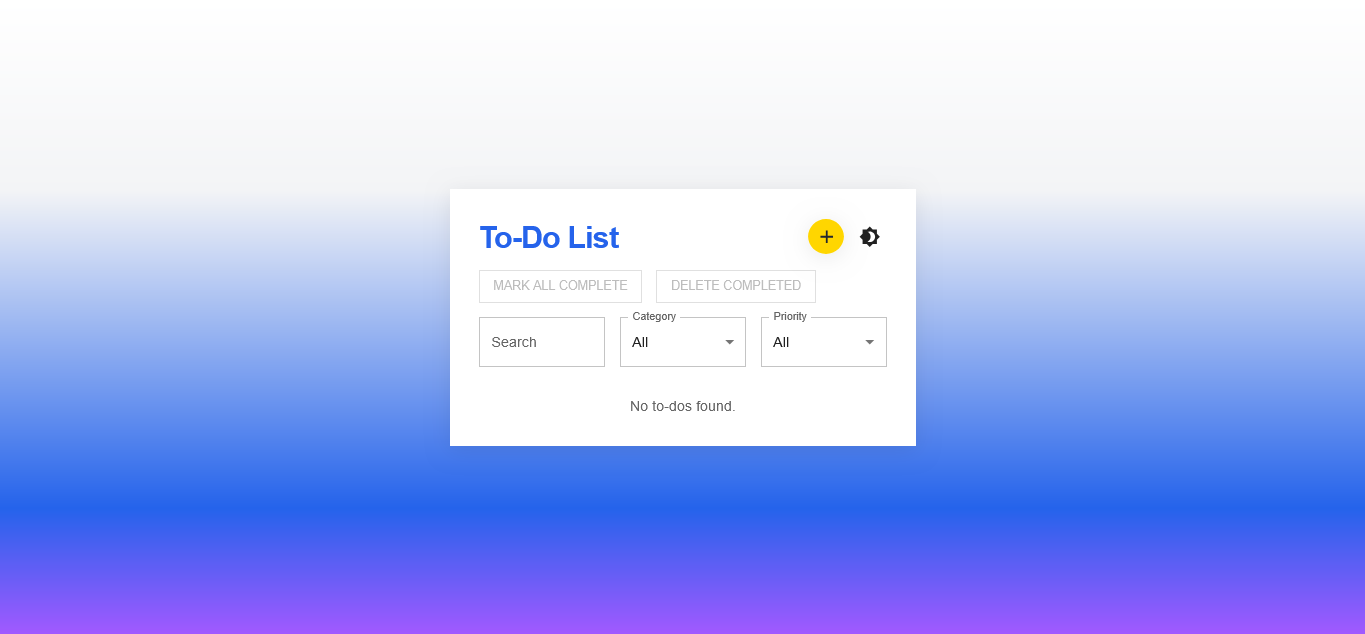 To-Do List
MARK ALL COMPLETE DELETE COMPLETED
Category Priority
Search All All
No to-dos found.